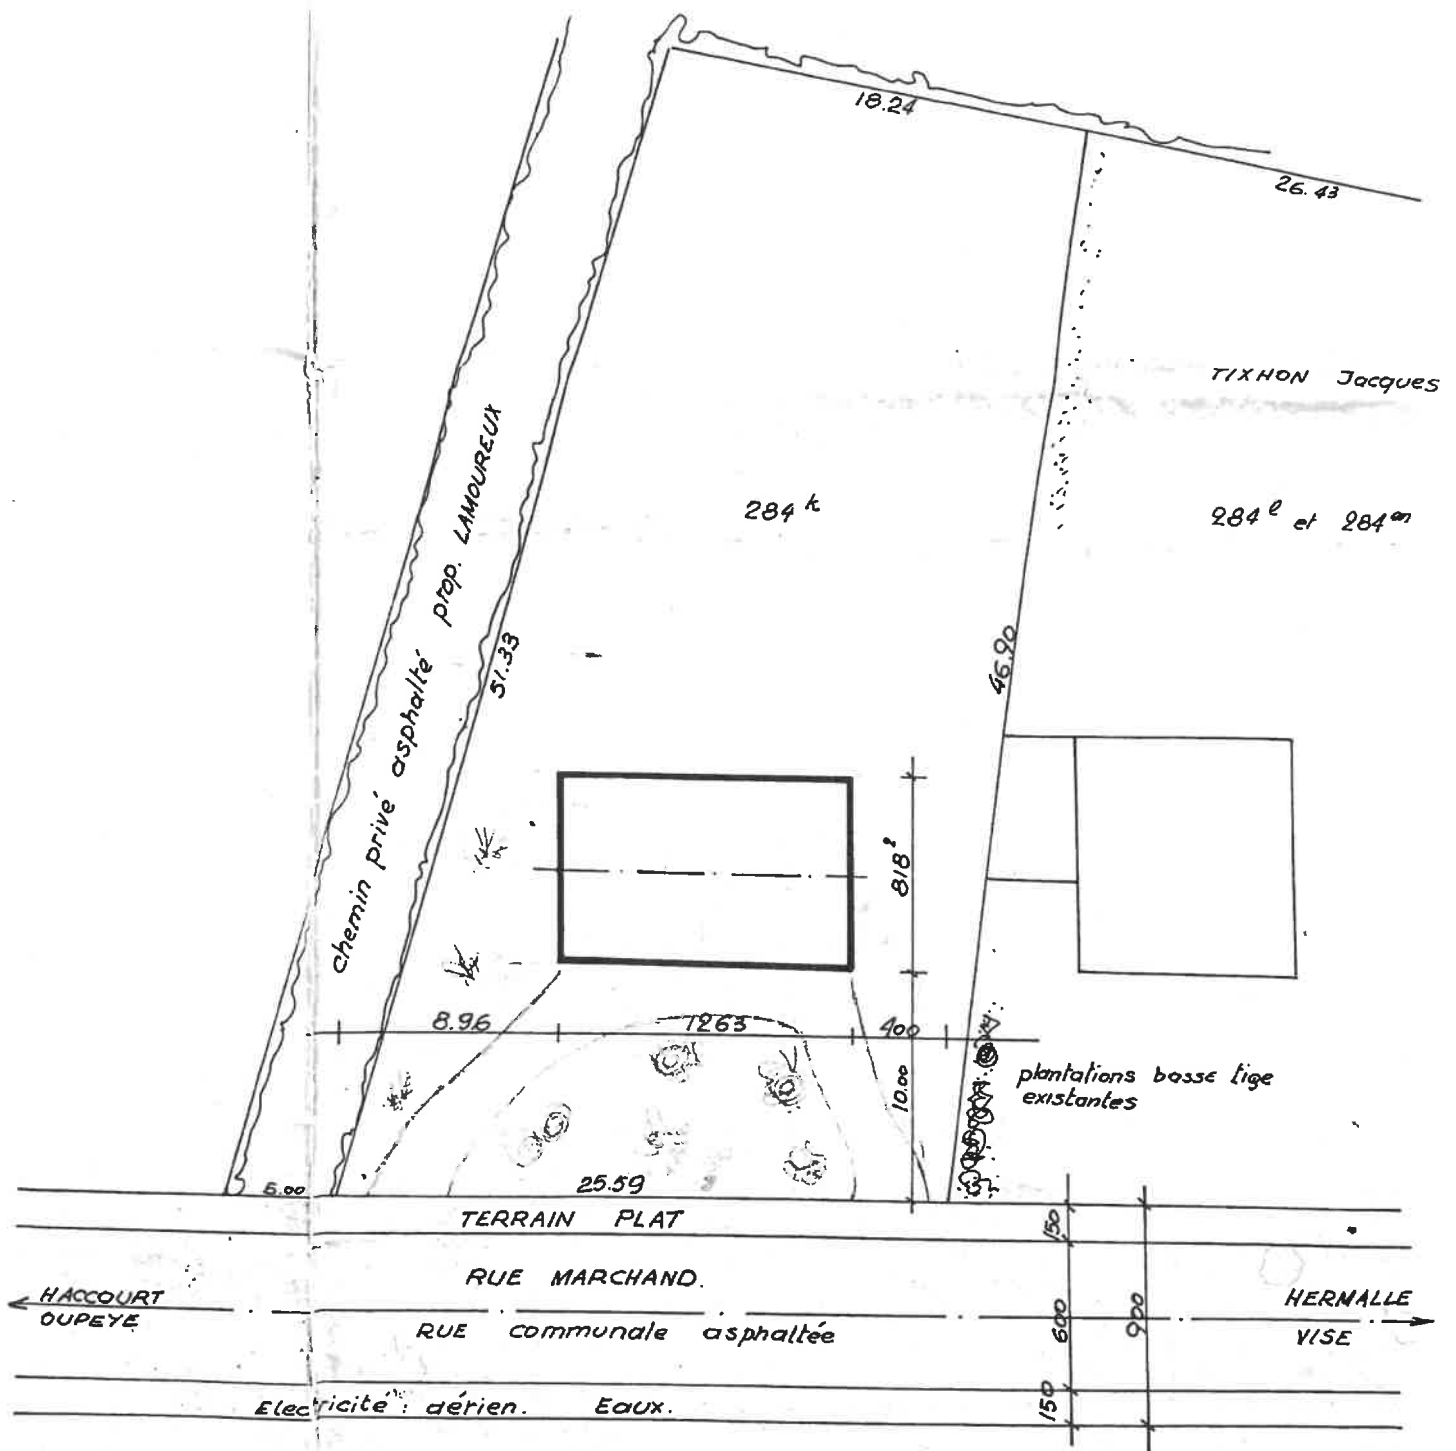 18.24
26.43
TIXHON Jacques
284 k
284 l et 284 m
chemin privé asphalté prop. LAMOUREUX
51.33
46.90
818²
8.96
1263
400
10.00
plantations basse tige
existantes
5.00
25.59
TERRAIN PLAT
150
RUE MARCHAND.
HACCOURT
OUPEYE
HERMALLE
VISE
RUE communale asphaltée
600
900
Electricité : aérien. Eaux.
150